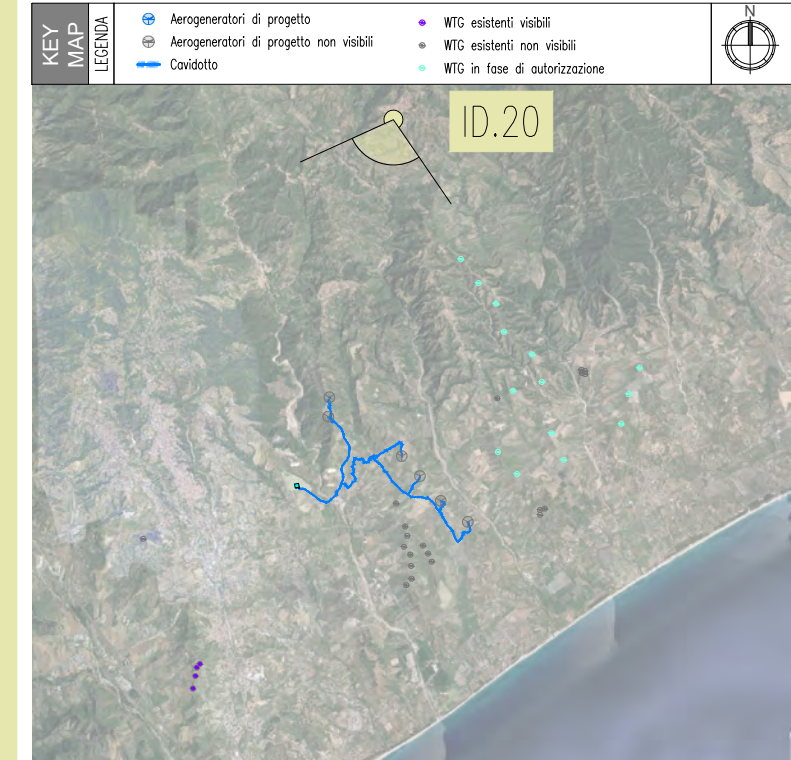 KEY
MAP
LEGENDA
Aerogeneratori di progetto
Aerogeneratori di progetto non visibili
Cavidotto
WTG esistenti visibili
WTG esistenti non visibili
WTG in fase di autorizzazione
N
ID.20